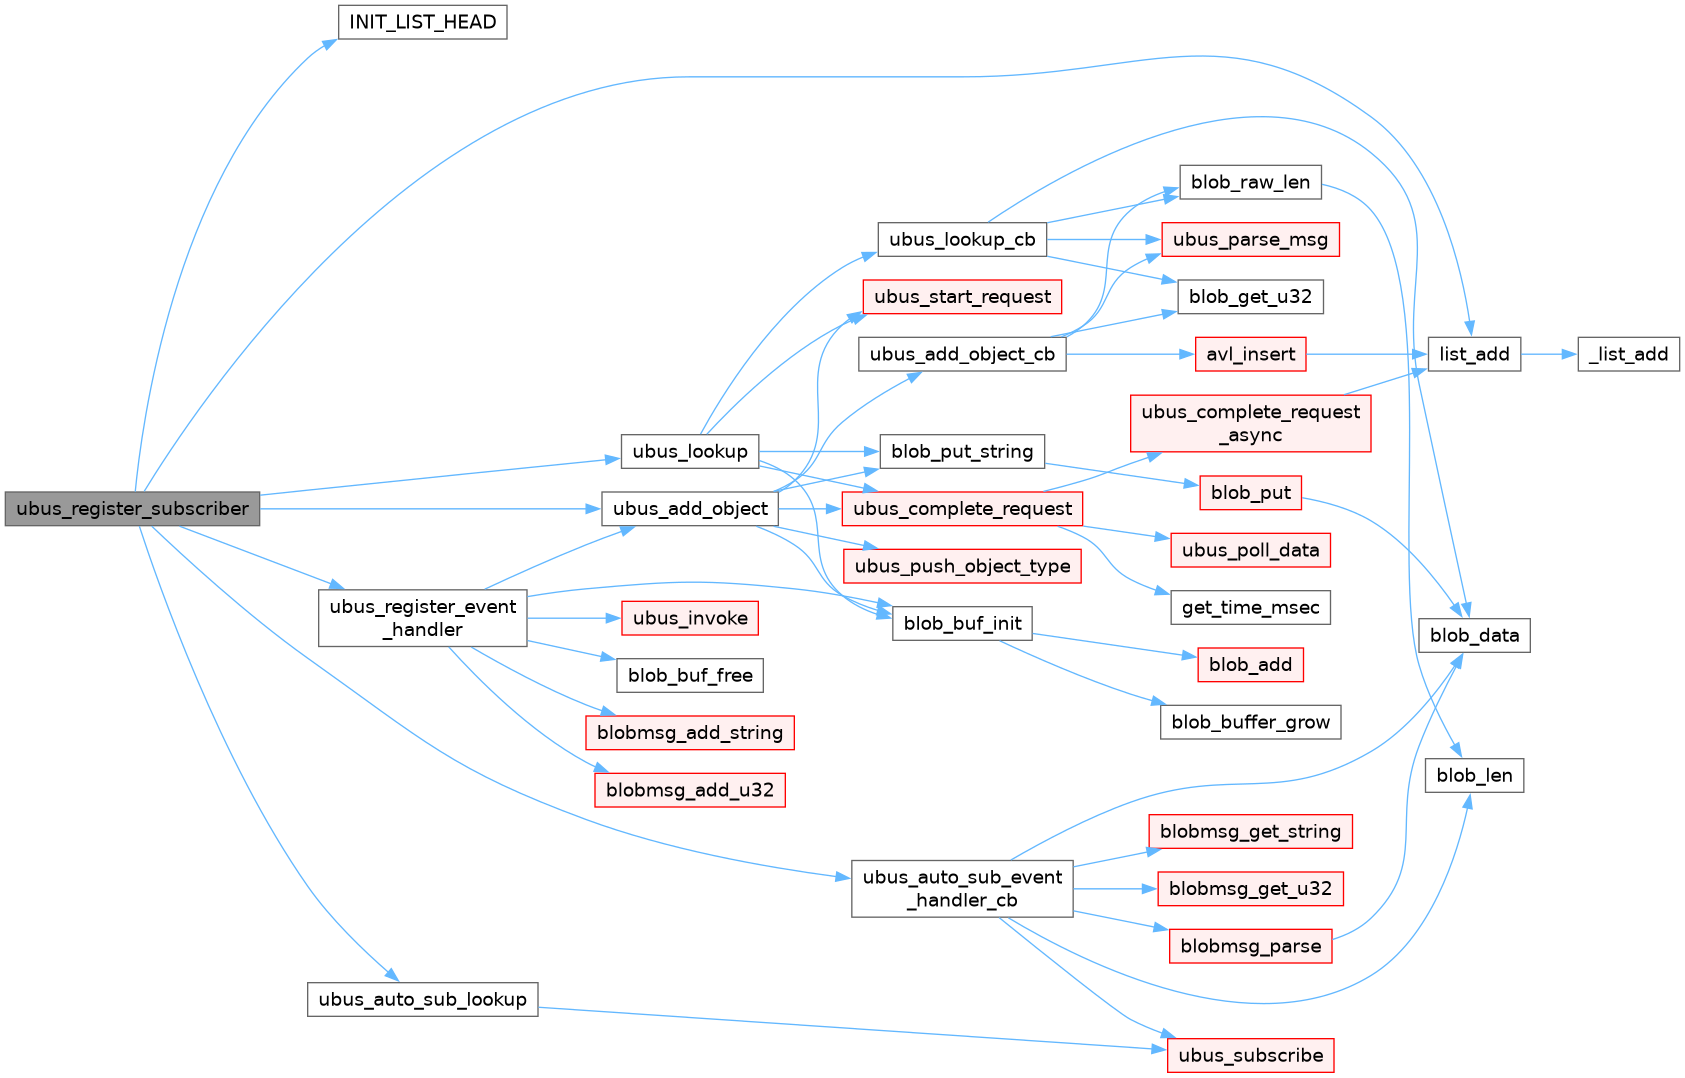 INIT_LIST_HEAD
blob_raw_len
ubus_lookup_cb
ubus_parse_msg
ubus_start_request
blob_get_u32
ubus_add_object_cb
avl_insert
list_add
_list_add
ubus_complete_request
_async
ubus_lookup
blob_put_string
blob_put
ubus_register_subscriber
ubus_add_object
ubus_complete_request
ubus_poll_data
ubus_push_object_type
ubus_register_event
_handler
ubus_invoke
blob_buf_init
get_time_msec
blob_data
blob_buf_free
blob_add
blobmsg_add_string
blob_buffer_grow
blobmsg_add_u32
blob_len
blobmsg_get_string
ubus_auto_sub_event
_handler_cb
blobmsg_get_u32
blobmsg_parse
ubus_auto_sub_lookup
ubus_subscribe